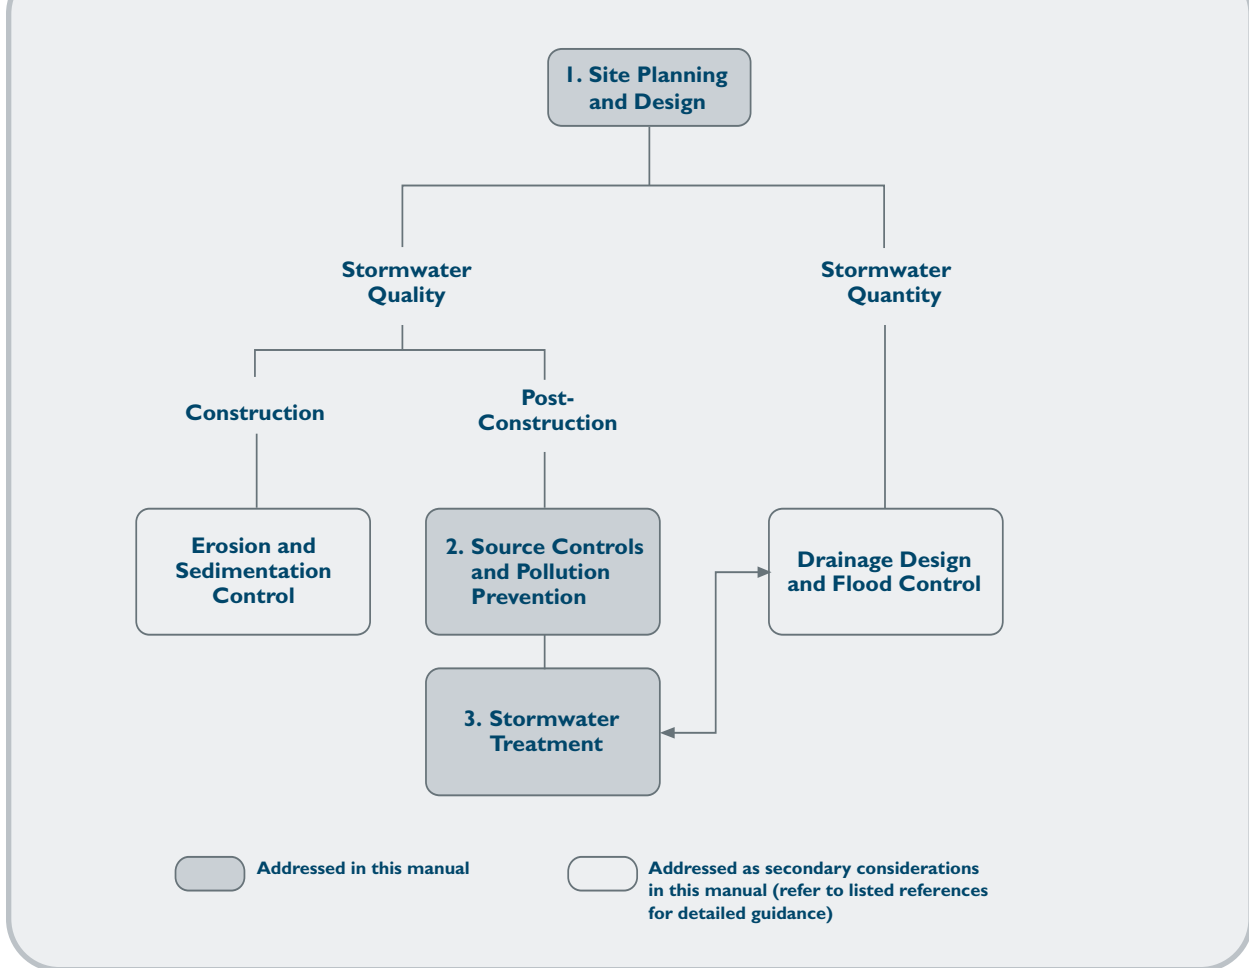 1. Site Planning
and Design
Stormwater
Quality
Stormwater
Quantity
Construction
Post-
Construction
Erosion and
Sedimentation
Control
2. Source Controls
and Pollution
Prevention
Drainage Design
and Flood Control
3. Stormwater
Treatment
Addressed in this manual
Addressed as secondary considerations
in this manual (refer to listed references
for detailed guidance)